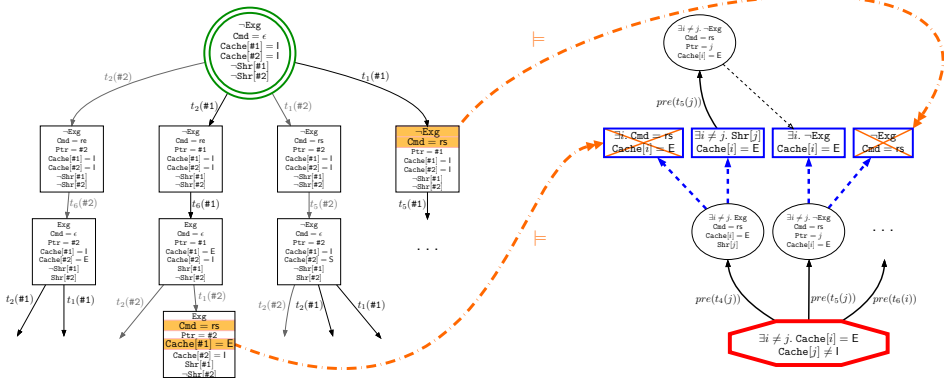 ¬Exg
Cmd = ϵ
Cache[#1] = I
Cache[#2] = I
¬Shr[#1]
¬Shr[#2]
t₂(#2)
t₂(#1)
t₁(#2)
t₁(#1)
¬Exg
Cmd = re
Ptr = #2
Cache[#1] = I
Cache[#2] = I
¬Shr[#1]
¬Shr[#2]
¬Exg
Cmd = re
Ptr = #1
Cache[#1] = I
Cache[#2] = I
¬Shr[#1]
¬Shr[#2]
¬Exg
Cmd = rs
Ptr = #2
Cache[#1] = I
Cache[#2] = I
¬Shr[#1]
¬Shr[#2]
¬Exg
Cmd = rs
Ptr = #1
Cache[#1] = I
Cache[#2] = I
¬Shr[#1]
¬Shr[#2]
t₆(#2)
t₆(#1)
t₅(#2)
t₅(#1)
Exg
Cmd = ϵ
Ptr = #2
Cache[#1] = I
Cache[#2] = E
¬Shr[#1]
Shr[#2]
Exg
Cmd = ϵ
Ptr = #1
Cache[#1] = E
Cache[#2] = I
Shr[#1]
¬Shr[#2]
¬Exg
Cmd = ϵ
Ptr = #2
Cache[#1] = I
Cache[#2] = S
¬Shr[#1]
Shr[#2]
. . .
t₂(#1)
t₁(#1)
t₂(#2)
t₁(#2)
t₂(#2)
t₂(#1)
t₁(#1)
Exg
Cmd = rs
Ptr = #2
Cache[#1] = E
Cache[#2] = I
Shr[#1]
¬Shr[#2]
⊨
⊨
∃i ≠ j. ¬Exg
Cmd = rs
Ptr = j
Cache[i] = E
pre(t₅(j))
∃i. Cmd = rs
Cache[i] = E
∃i ≠ j. Shr[j]
Cache[i] = E
∃i. ¬Exg
Cache[i] = E
¬Exg
Cmd = rs
∃i ≠ j. Exg
Cmd = rs
Cache[i] = E
Shr[j]
∃i ≠ j. ¬Exg
Cmd = rs
Ptr = j
Cache[i] = E
. . .
pre(t₄(j))
pre(t₅(j))
pre(t₆(i))
∃i ≠ j. Cache[i] = E
Cache[j] ≠ I